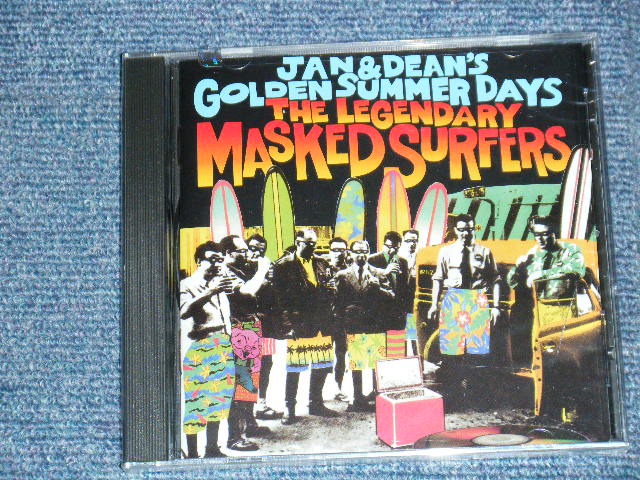 JAN & DEAN'S
GOLDEN SUMMER DAYS
THE LEGENDARY
MASKED SURFERS